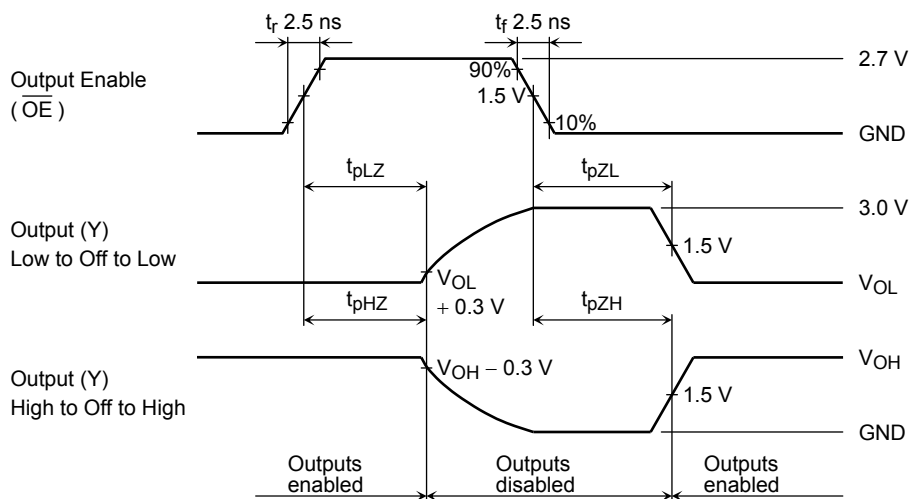 tr 2.5 ns
tf 2.5 ns
Output Enable
( OE )
90%
1.5 V
10%
2.7 V
GND
tpLZ
tpZL
Output (Y)
Low to Off to Low
VOL
+ 0.3 V
3.0 V
1.5 V
VOL
tpHZ
tpZH
Output (Y)
High to Off to High
VOH − 0.3 V
VOH
1.5 V
GND
Outputs
enabled
Outputs
disabled
Outputs
enabled